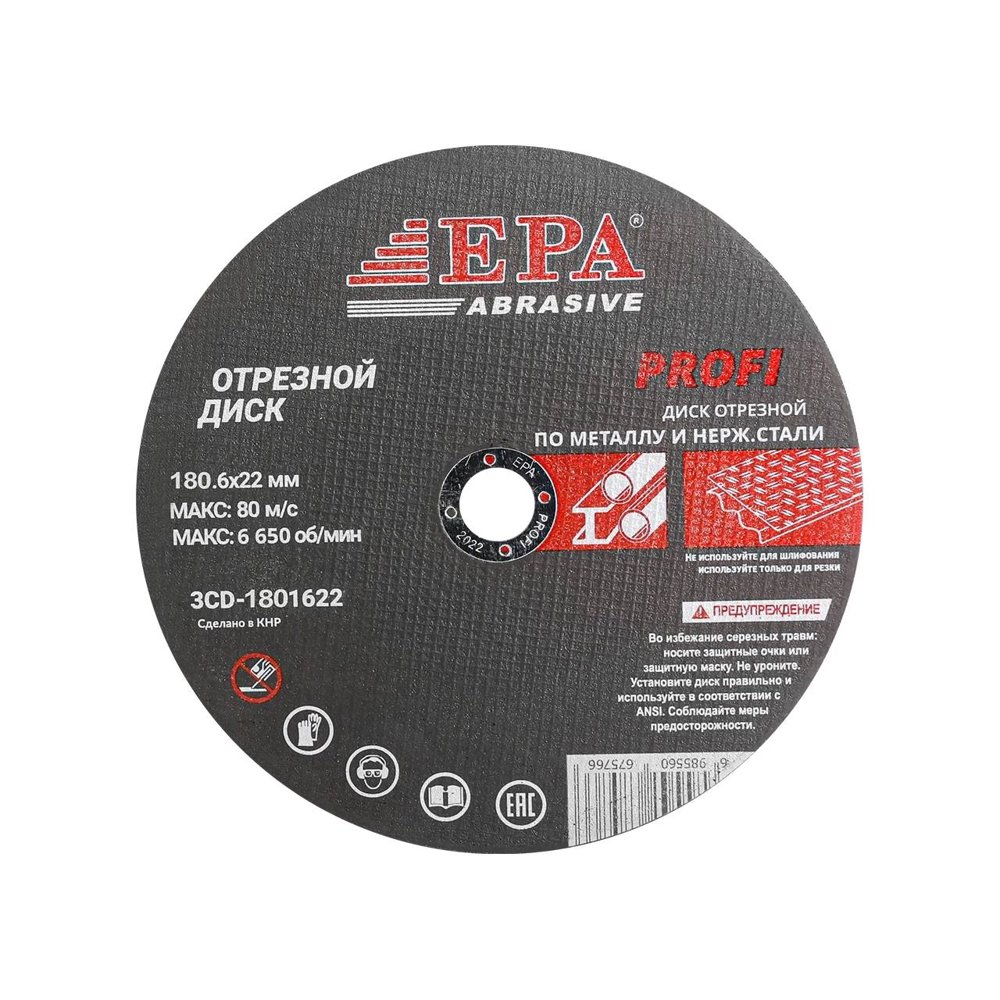 EPA®
ABRASIVE
ОТРЕЗНОЙ
ДИСК
180.6x22 мм
МАКС: 80 м/с
МАКС: 6 650 об/мин
3CD-1801622
Сделано в КНР
PROFI
ДИСК ОТРЕЗНОЙ
ПО МЕТАЛЛУ И НЕРЖ.СТАЛИ
EPA PROFI 2022
Не используйте для шлифования
используйте только для резки
ПРЕДУПРЕЖДЕНИЕ
Во избежание серезных травм:
носите защитные очки или
защитную маску. Не уроните.
Установите диск правильно и
используйте в соответствии с
ANSI. Соблюдайте меры
предосторожности.
EAC
6 985560 675766